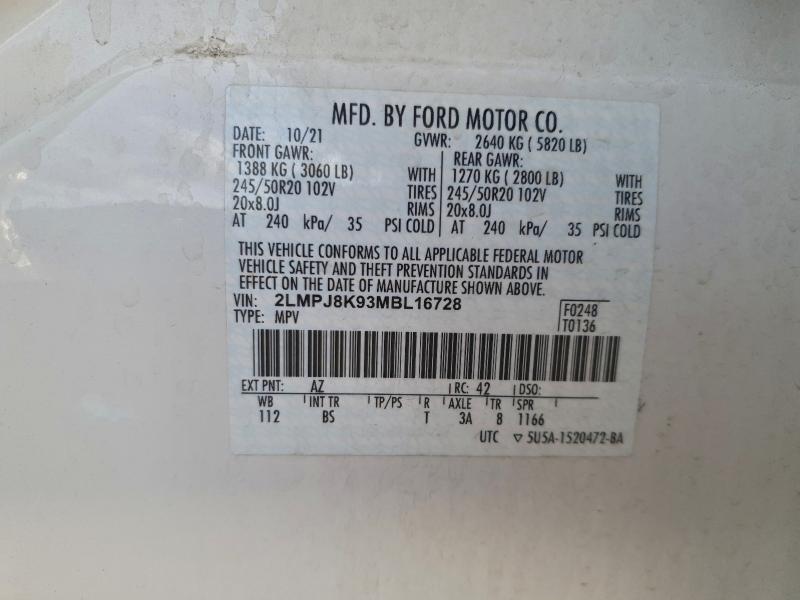 MFD. BY FORD MOTOR CO.
DATE: 10/21 GVWR: 2640 KG ( 5820 LB)
FRONT GAWR: REAR GAWR:
1388 KG ( 3060 LB) WITH 1270 KG ( 2800 LB) WITH
245/50R20 102V TIRES 245/50R20 102V TIRES
20x8.0J RIMS 20x8.0J RIMS
AT 240 kPa/ 35 PSI COLD AT 240 kPa/ 35 PSI COLD
THIS VEHICLE CONFORMS TO ALL APPLICABLE FEDERAL MOTOR
VEHICLE SAFETY AND THEFT PREVENTION STANDARDS IN
EFFECT ON THE DATE OF MANUFACTURE SHOWN ABOVE.
VIN: 2LMPJ8K93MBL16728 F0248
TYPE: MPV T0136
EXT PNT: AZ RC: 42 DSO:
WB INT TR TP/PS R AXLE TR SPR
112 BS T 3A 8 1166
UTC ▽ 5U5A-1520472-BA